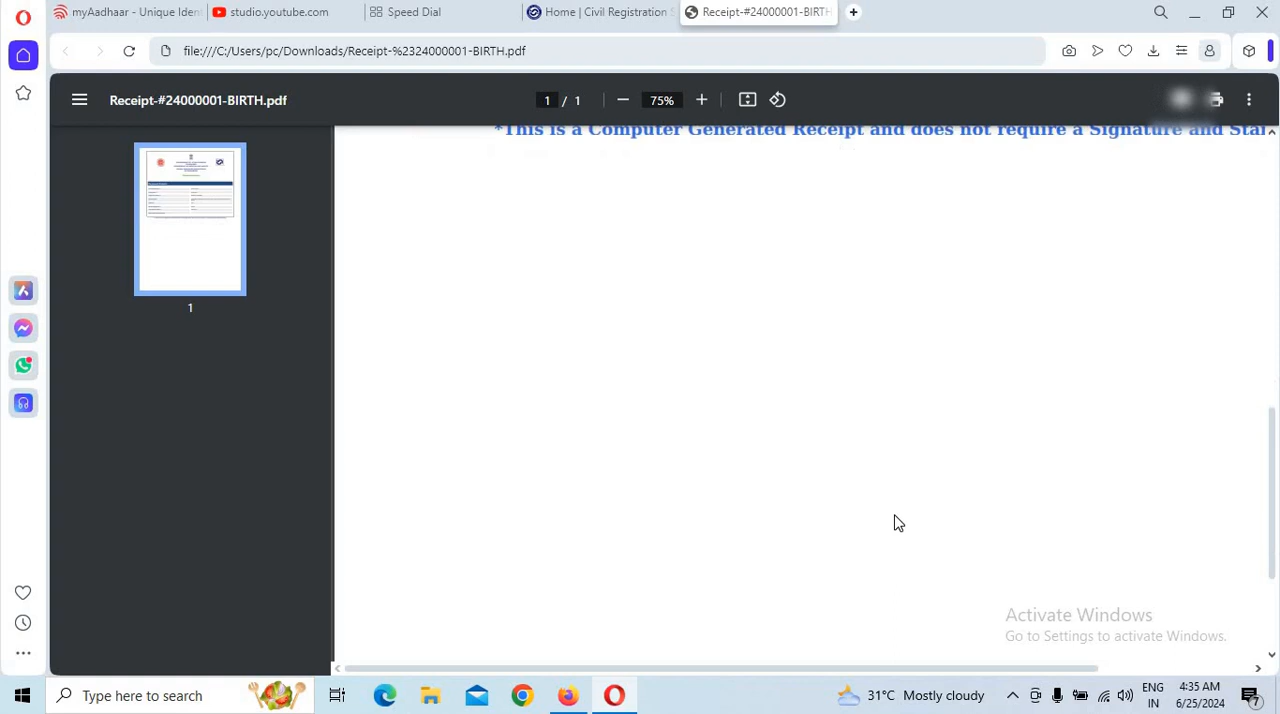 myAadhaar - Unique Iden
studio.youtube.com
Speed Dial
Home | Civil Registration S
Receipt-#24000001-BIRTH
file:///C:/Users/pc/Downloads/Receipt-%2324000001-BIRTH.pdf
Receipt-#24000001-BIRTH.pdf
1 / 1
75%
*This is a Computer Generated Receipt and does not require a Signature and Star
1
Activate Windows
Go to Settings to activate Windows.
Type here to search
31°C Mostly cloudy
ENG
IN
4:35 AM
6/25/2024
7